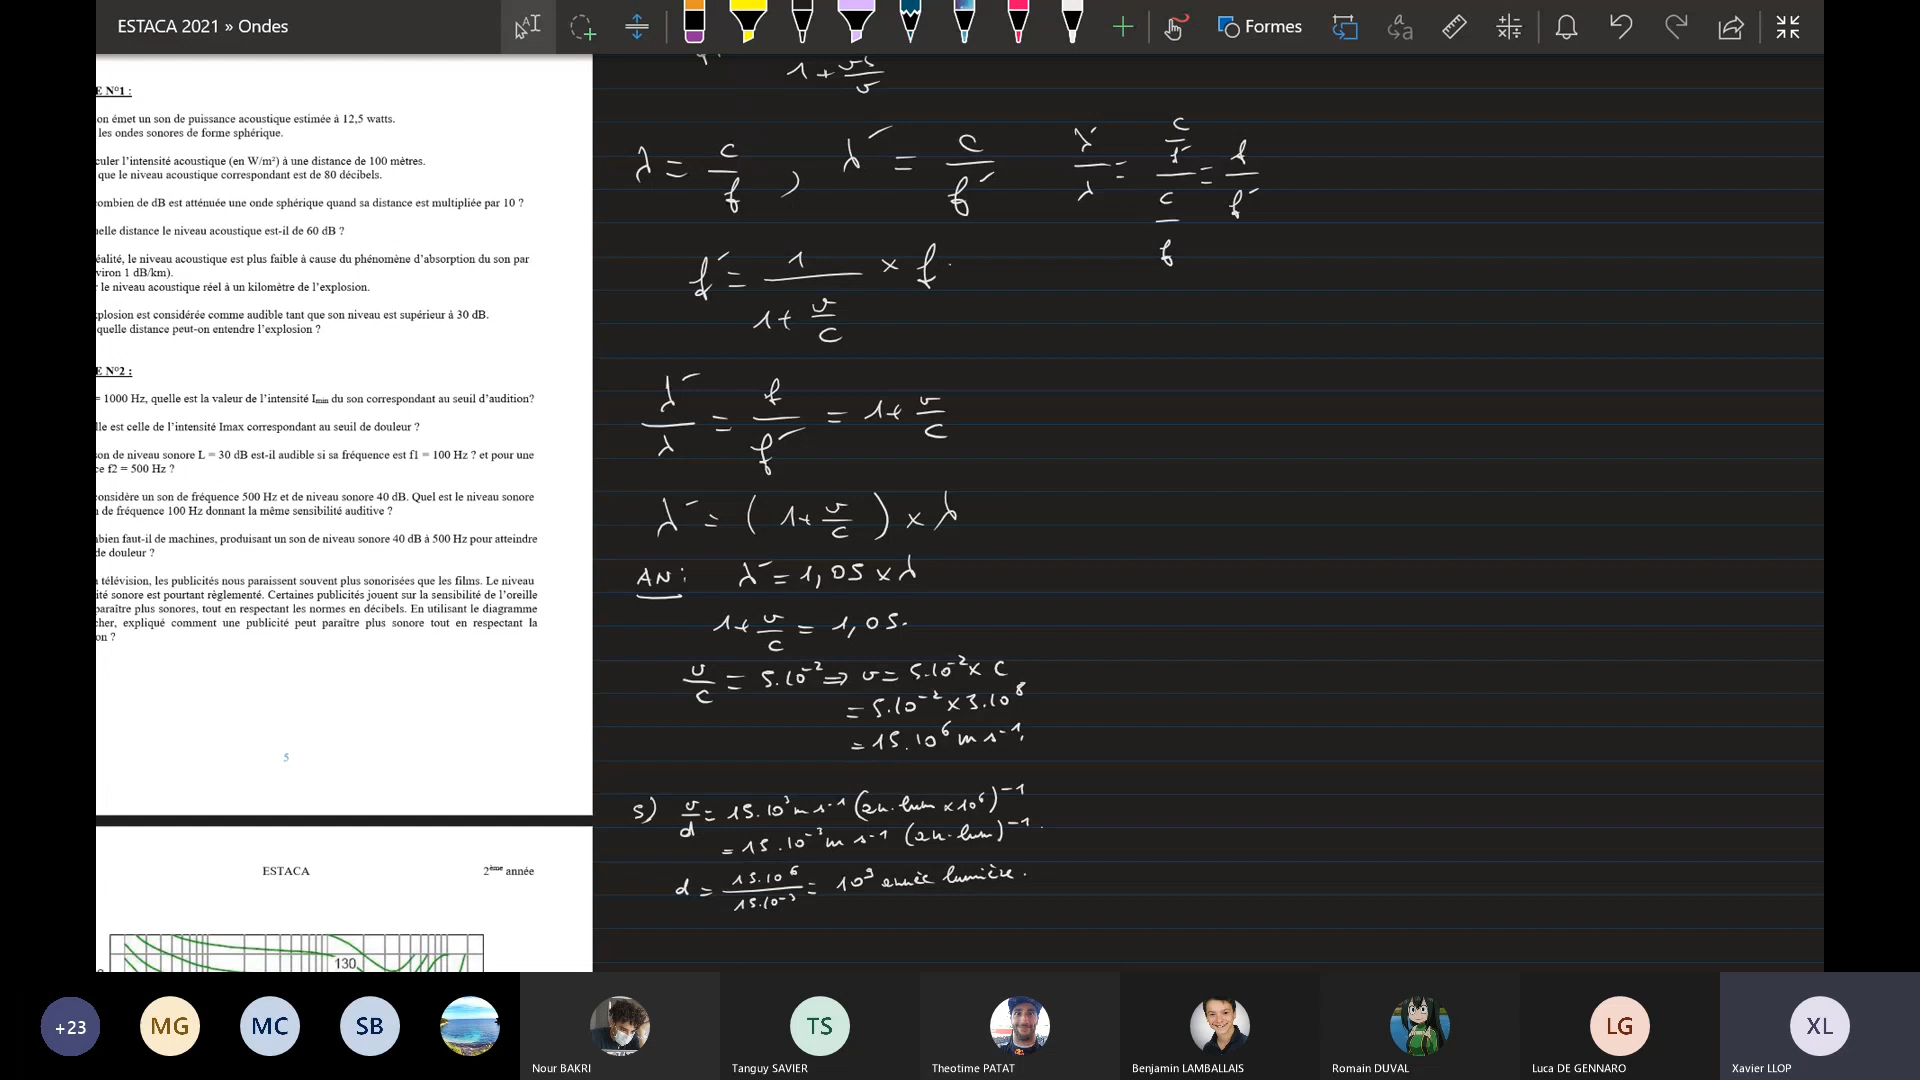 ESTACA 2021 » Ondes
Formes
E N°1 :
on émet un son de puissance acoustique estimée à 12,5 watts.
les ondes sonores de forme sphérique.
culer l'intensité acoustique (en W/m²) à une distance de 100 mètres.
que le niveau acoustique correspondant est de 80 décibels.
combien de dB est atténuée une onde sphérique quand sa distance est multipliée par 10 ?
uelle distance le niveau acoustique est-il de 60 dB ?
éalité, le niveau acoustique est plus faible à cause du phénomène d'absorption du son par
viron 1 dB/km).
le niveau acoustique réel à un kilomètre de l'explosion.
xplosion est considérée comme audible tant que son niveau est supérieur à 30 dB.
quelle distance peut-on entendre l'explosion ?
E N°2 :
= 1000 Hz, quelle est la valeur de l'intensité Imin du son correspondant au seuil d'audition?
lle est celle de l'intensité Imax correspondant au seuil de douleur ?
son de niveau sonore L = 30 dB est-il audible si sa fréquence est f1 = 100 Hz ? et pour une
ce f2 = 500 Hz ?
considère un son de fréquence 500 Hz et de niveau sonore 40 dB. Quel est le niveau sonore
n de fréquence 100 Hz donnant la même sensibilité auditive ?
nbien faut-il de machines, produisant un son de niveau sonore 40 dB à 500 Hz pour atteindre
de douleur ?
a télévision, les publicités nous paraissent souvent plus sonorisées que les films. Le niveau
ité sonore est pourtant règlementé. Certaines publicités jouent sur la sensibilité de l'oreille
paraître plus sonores, tout en respectant les normes en décibels. En utilisant le diagramme
cher, expliqué comment une publicité peut paraître plus sonore tout en respectant la
on ?
5
ESTACA 2ème année
130
λ = c/f , λ' = c/f' λ'/λ = (c/f')/(c/f) = f/f'
f' = 1/(1+ v/c) × f.
λ'/λ = f/f' = 1+ v/c
λ' = ( 1+ v/c ) × λ
AN: λ' = 1,05 × λ
1+ v/c = 1,05.
v/c = 5.10⁻² ⇒ v = 5.10⁻² × c
= 5.10⁻² × 3.10⁸
= 15.10⁶ m s⁻¹.
5) v/d = 15.10³ m s⁻¹ (an.lum × 10⁶)⁻¹
= 15.10⁻³ m s⁻¹ (an.lum)⁻¹.
d = 15.10⁶/15.10⁻³ = 10⁹ année lumière.
+23
MG
MC
SB
TS
LG
XL
Nour BAKRI
Tanguy SAVIER
Theotime PATAT
Benjamin LAMBALLAIS
Romain DUVAL
Luca DE GENNARO
Xavier LLOP